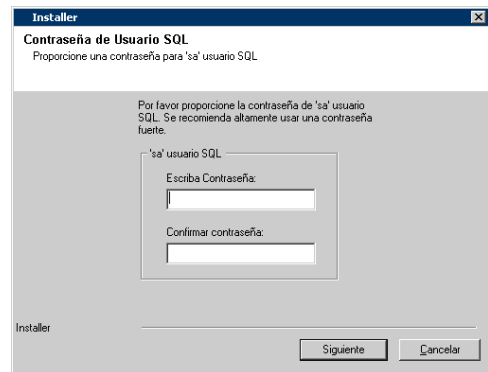 Installer
Contraseña de Usuario SQL
Proporcione una contraseña para 'sa' usuario SQL
Por favor proporcione la contraseña de 'sa' usuario
SQL. Se recomienda altamente usar una contraseña
fuerte.
'sa' usuario SQL
Escriba Contraseña:
Confirmar contraseña:
Installer
Siguiente
Cancelar